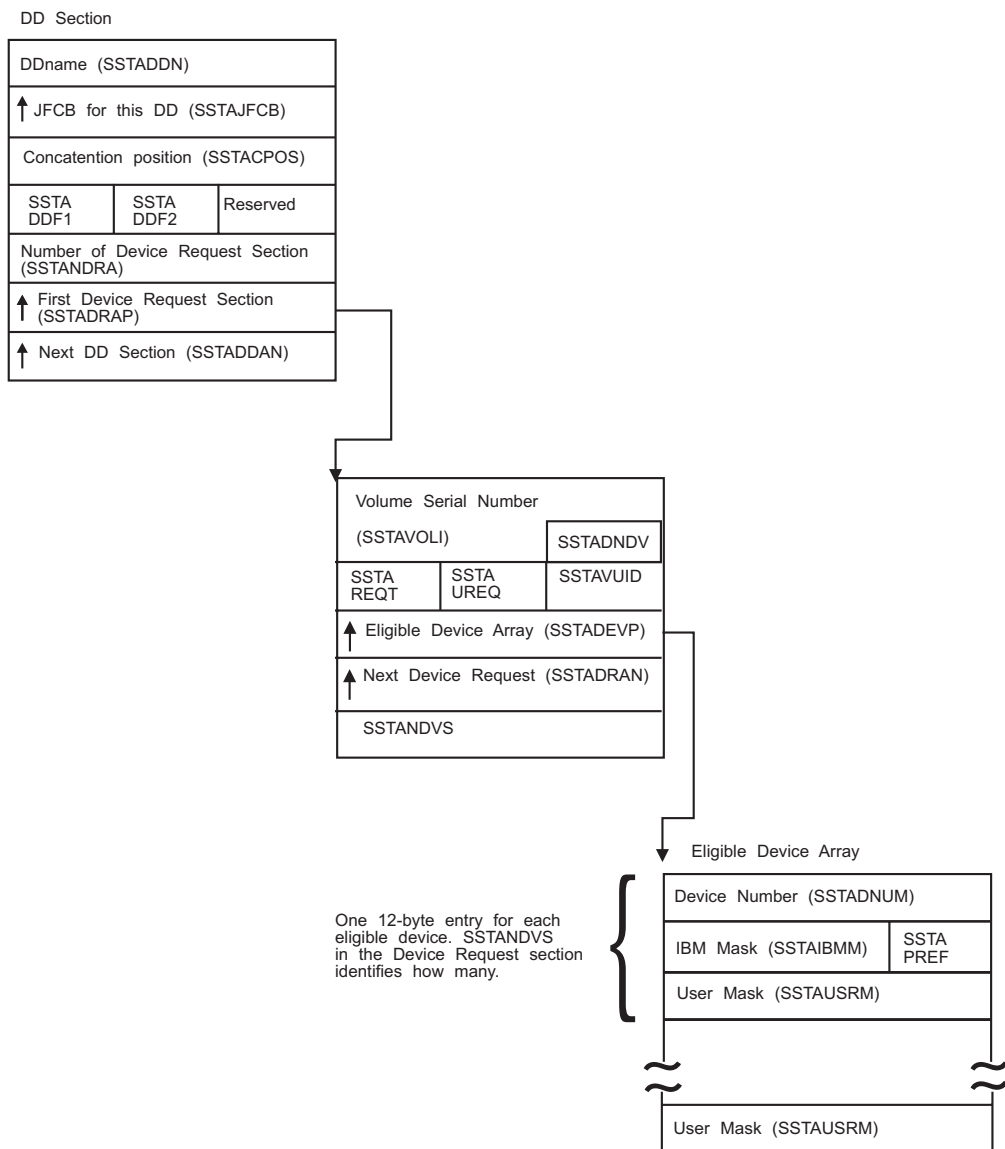 DD Section
DDname (SSTADDN)
JFCB for this DD (SSTAJFCB)
Concatention position (SSTACPOS)
SSTA
DDF1
SSTA
DDF2
Reserved
Number of Device Request Section
(SSTANDRA)
First Device Request Section
(SSTADRAP)
Next DD Section (SSTADDAN)
Volume Serial Number
(SSTAVOLI)
SSTADNDV
SSTA
REQT
SSTA
UREQ
SSTAVUID
Eligible Device Array (SSTADEVP)
Next Device Request (SSTADRAN)
SSTANDVS
Eligible Device Array
One 12-byte entry for each
eligible device. SSTANDVS
in the Device Request section
identifies how many.
Device Number (SSTADNUM)
IBM Mask (SSTAIBMM)
SSTA
PREF
User Mask (SSTAUSRM)
User Mask (SSTAUSRM)